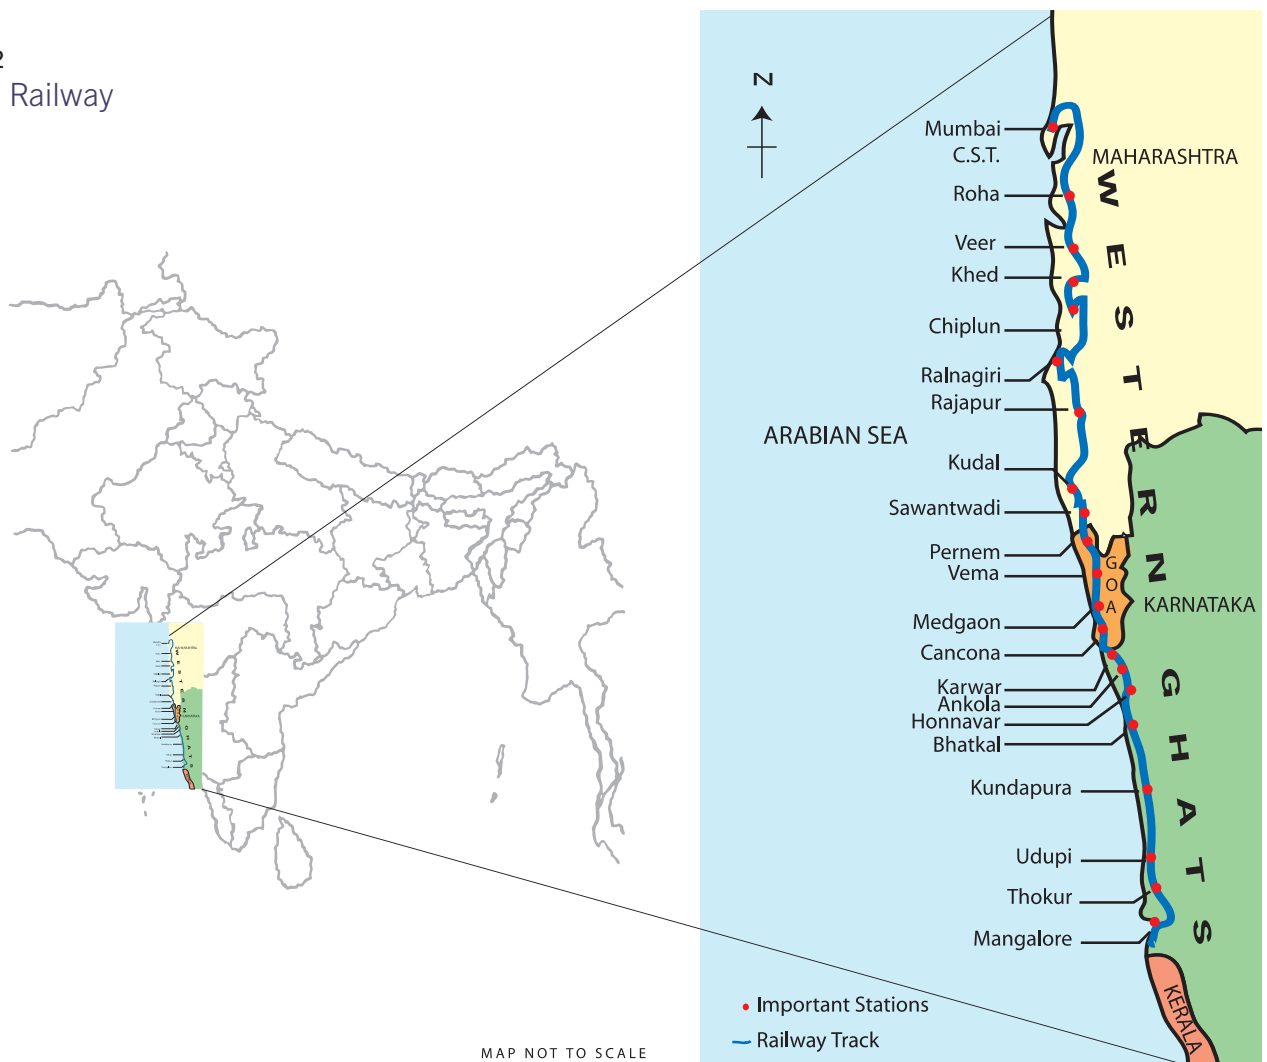 2
Railway
N
Mumbai
C.S.T.
MAHARASHTRA
Roha
Veer
Khed
Chiplun
Ralnagiri
Rajapur
ARABIAN SEA
Kudal
Sawantwadi
Pernem
Vema
GOA
KARNATAKA
Medgaon
Cancona
Karwar
Ankola
Honnavar
Bhatkal
Kundapura
Udupi
Thokur
Mangalore
WESTERN GHATS
KERALA
Important Stations
Railway Track
MAP NOT TO SCALE